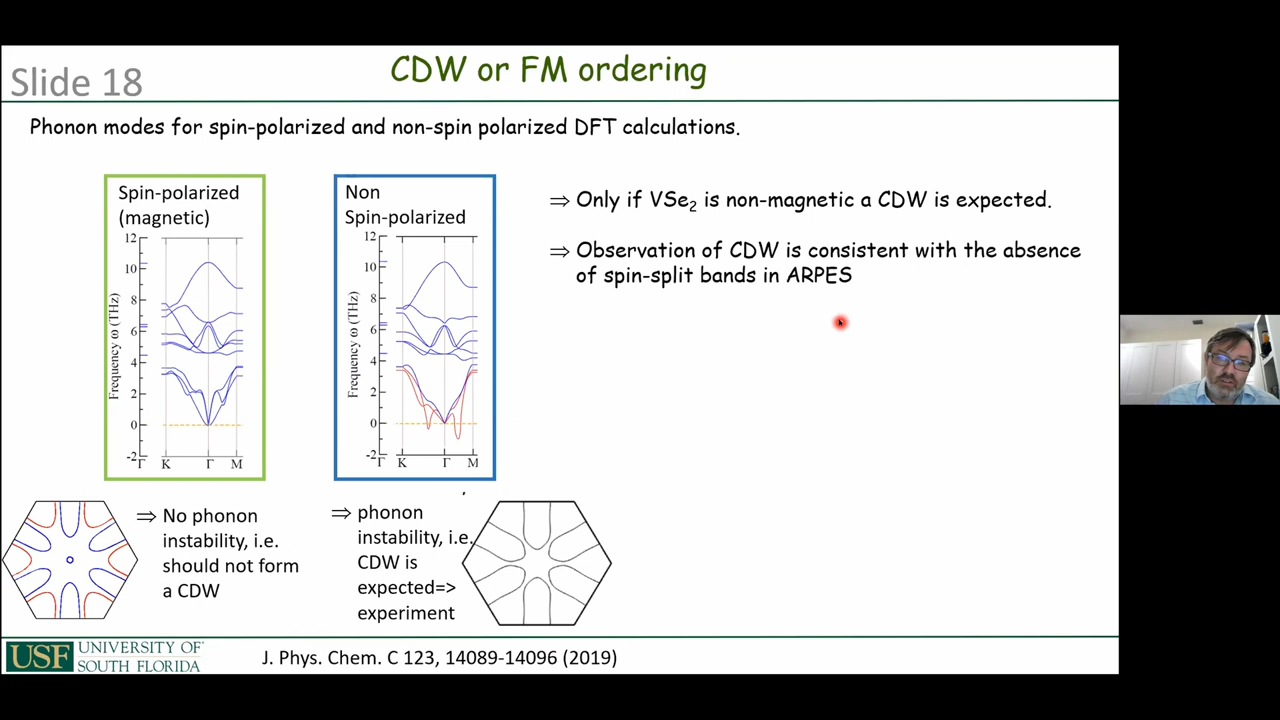 Slide 18
CDW or FM ordering
Phonon modes for spin-polarized and non-spin polarized DFT calculations.
Spin-polarized
(magnetic)
12
10
8
6
4
2
0
-2
Frequency ω (THz)
Γ K Γ M
Non
Spin-polarized
12
10
8
6
4
2
0
-2
Frequency ω (THz)
Γ K Γ M
⇒ Only if VSe₂ is non-magnetic a CDW is expected.
⇒ Observation of CDW is consistent with the absence
of spin-split bands in ARPES
⇒ No phonon
instability, i.e.
should not form
a CDW
⇒ phonon
instability, i.e.
CDW is
expected=>
experiment
USF UNIVERSITY OF
SOUTH FLORIDA
J. Phys. Chem. C 123, 14089-14096 (2019)